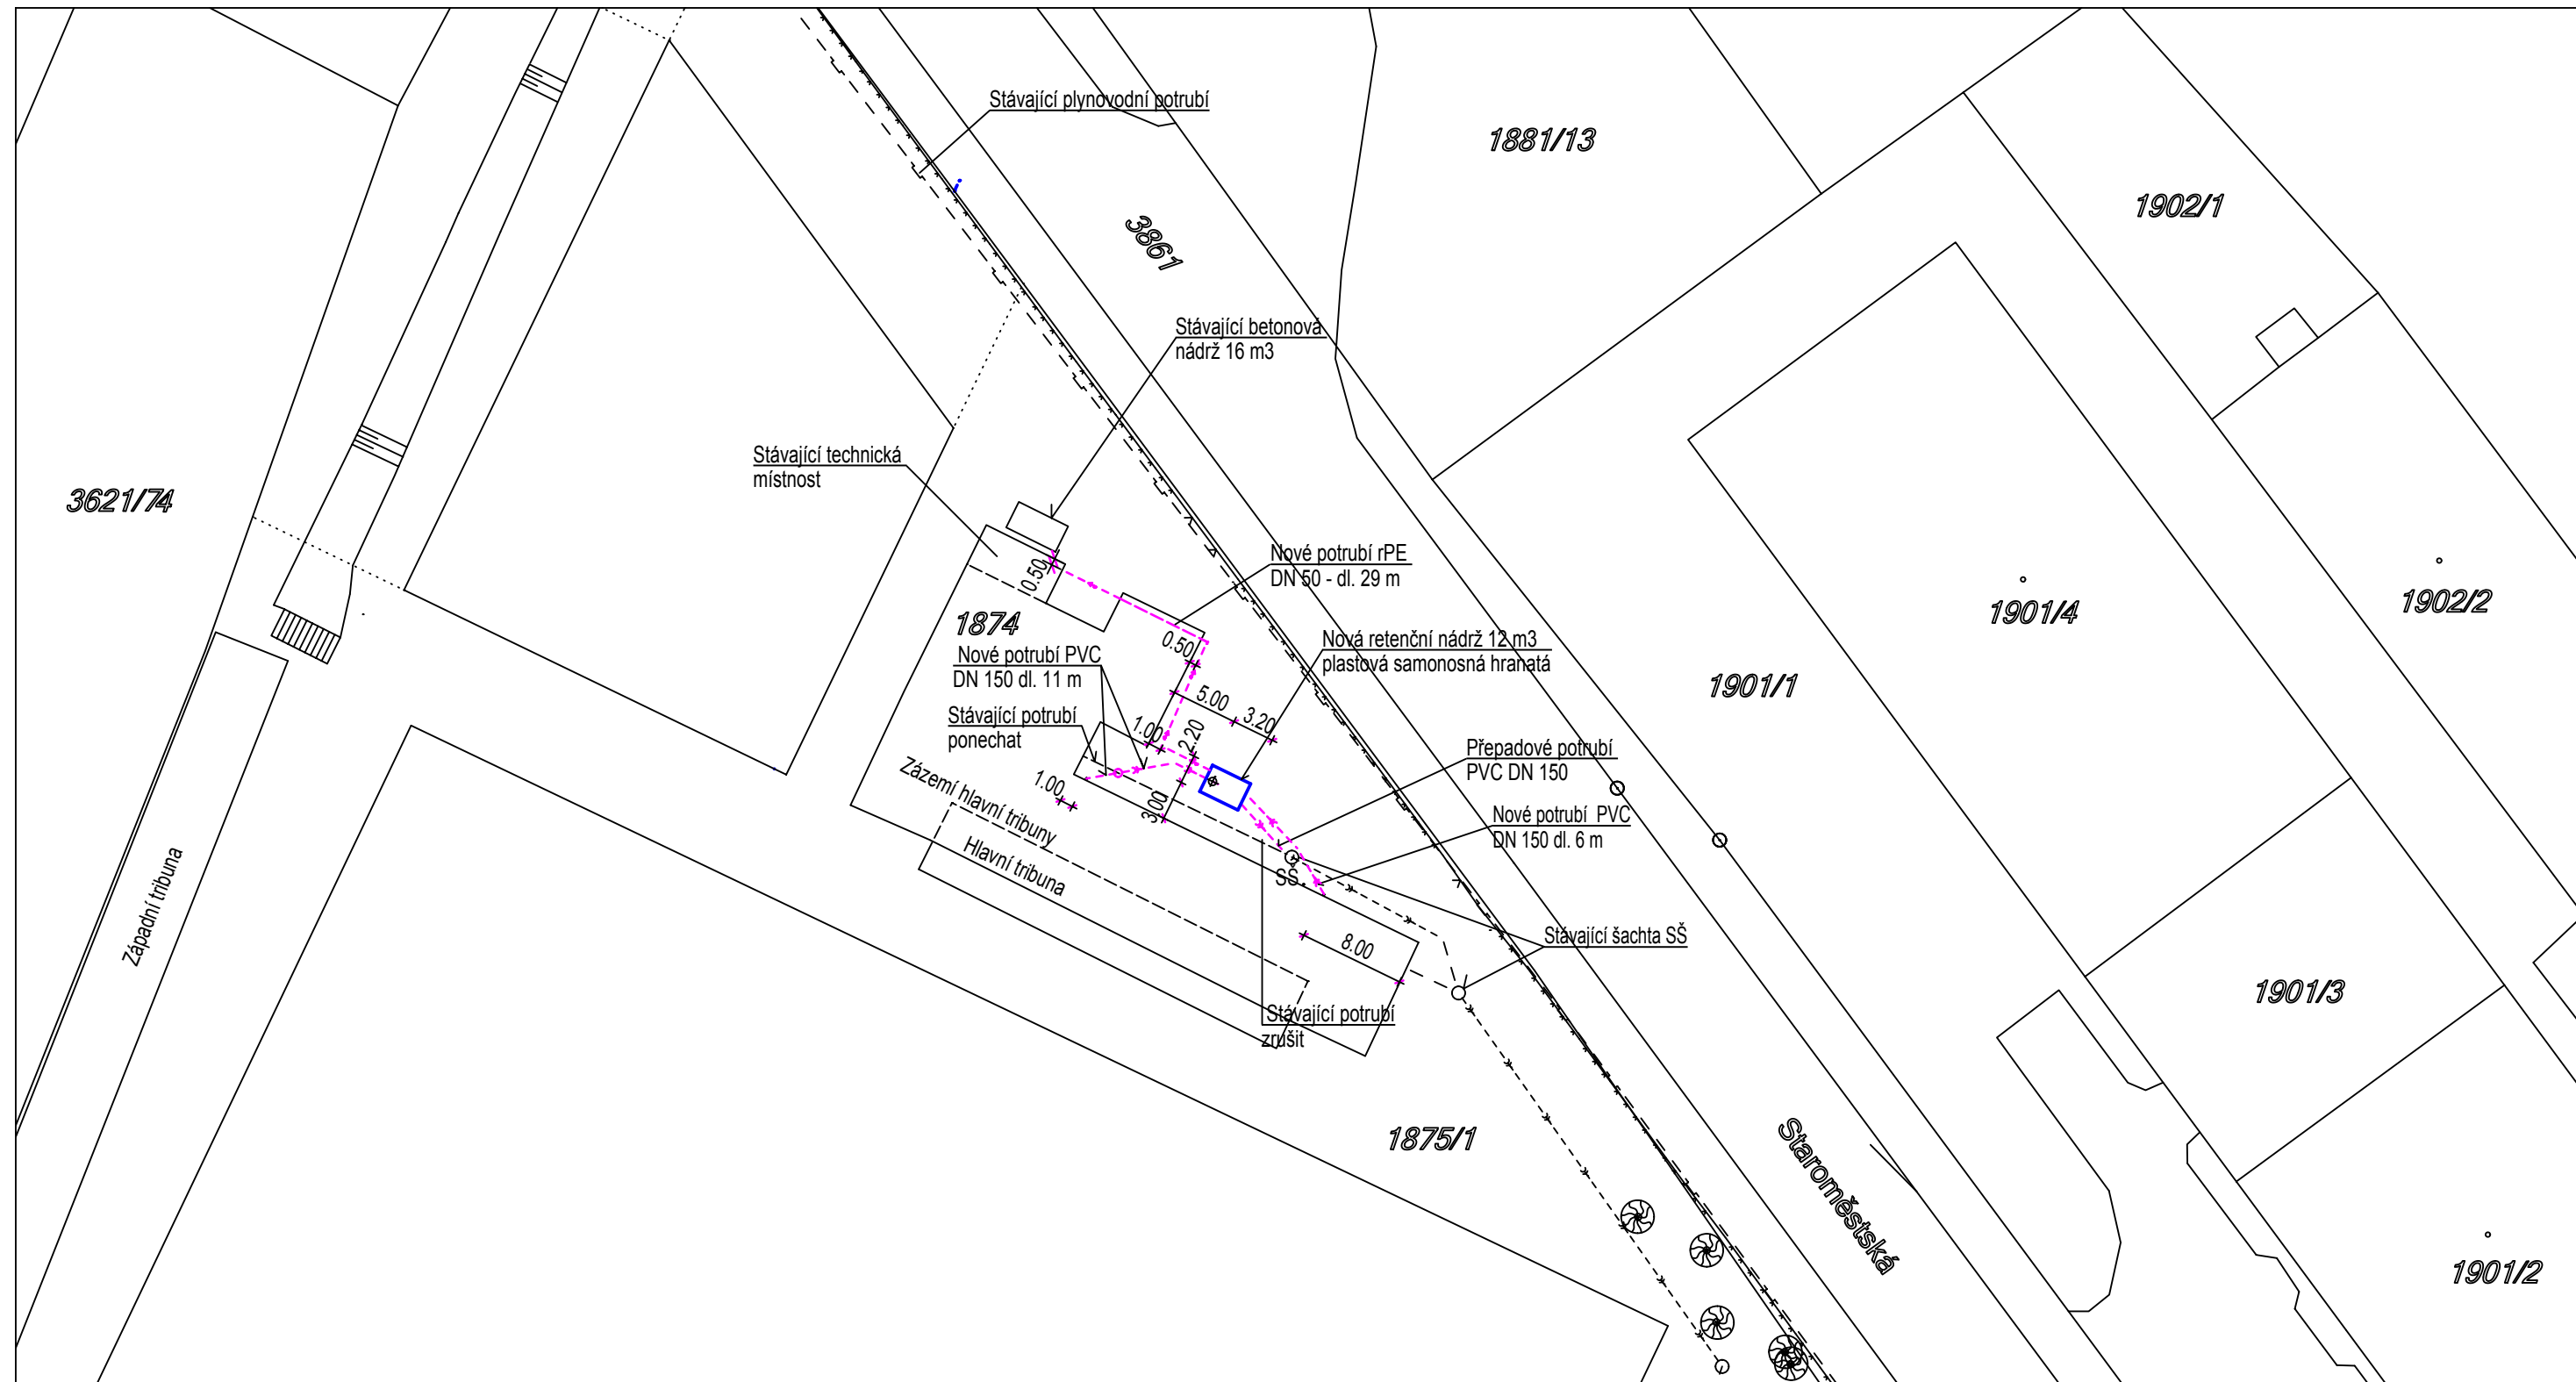 Stávající plynovodní potrubí
1881/13
1902/1
3861
Stávající betonová
nádrž 16 m3
Stávající technická
místnost
3621/74
Nové potrubí rPE
DN 50 - dl. 29 m
0.50
1901/4
1902/2
1874
0.50
Nová retenční nádrž 12 m3
plastová samonosná hranatá
Nové potrubí PVC
DN 150 dl. 11 m
1901/1
5.00
3.20
Stávající potrubí
ponechat
1.00
2.20
Přepadové potrubí
PVC DN 150
1.00
3.00
Zázemí hlavní tribuny
Nové potrubí PVC
DN 150 dl. 6 m
Hlavní tribuna
SŠ
Západní tribuna
8.00
Stávající šachta SŠ
1901/3
Stávající potrubí
zrušit
1875/1
Staroměstská
1901/2